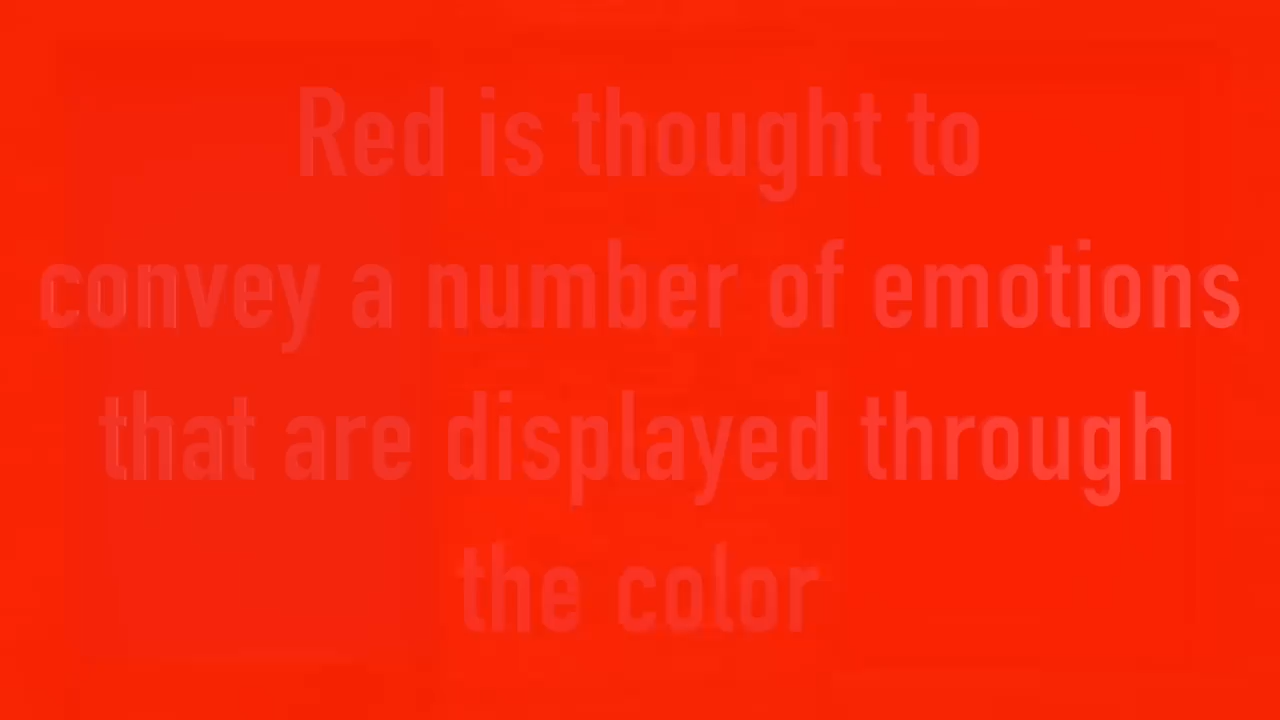 Red is thought to
convey a number of emotions
that are displayed through
the color